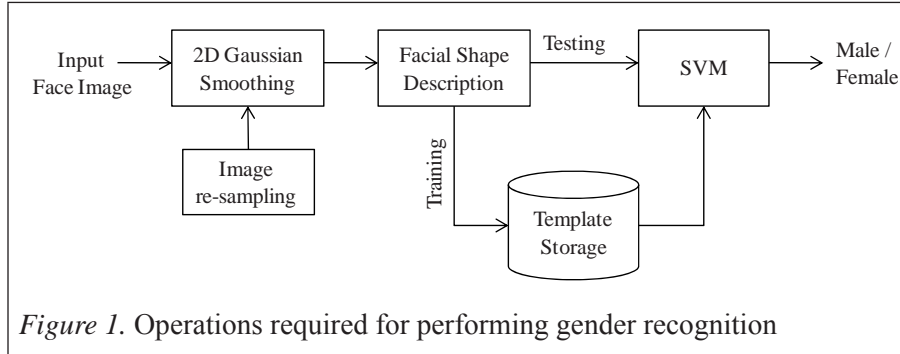 Input
Face Image
2D Gaussian
Smoothing
Facial Shape
Description
Testing
SVM
Male /
Female
Image
re-sampling
Training
Template
Storage
Figure 1. Operations required for performing gender recognition